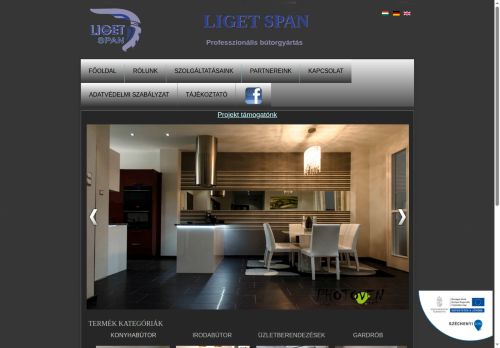 LIGET
SPAN
LIGET SPAN
Professzionális bútorgyártás
FŐOLDAL
RÓLUNK
SZOLGÁLTATÁSAINK
PARTNEREINK
KAPCSOLAT
ADATVÉDELMI SZABÁLYZAT
TÁJÉKOZTATÓ
Projekt támogatónk
PHOTOVEN
TERMÉK KATEGÓRIÁK
KONYHABÚTOR
IRODABÚTOR
ÜZLETBERENDEZÉSEK
GARDRÓB
SZÉCHENYI